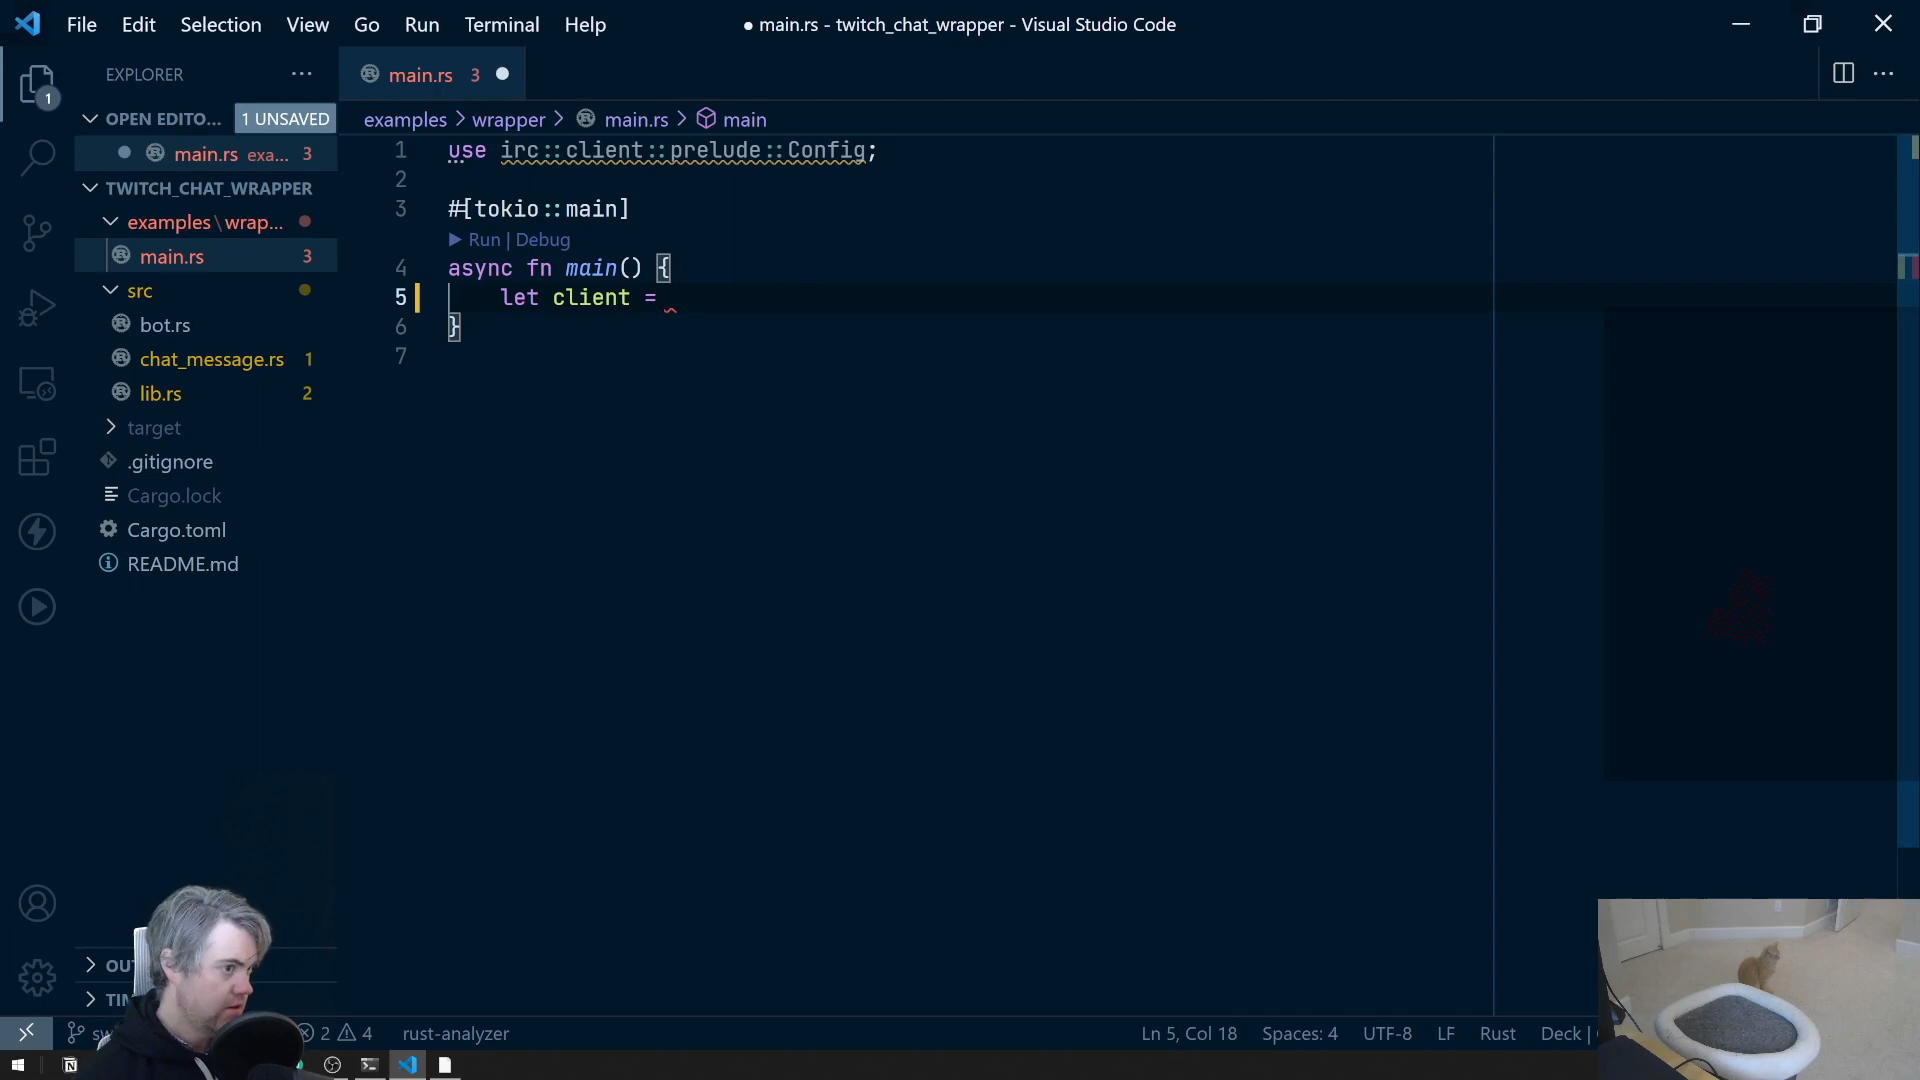 File Edit Selection View Go Run Terminal Help
● main.rs - twitch_chat_wrapper - Visual Studio Code
EXPLORER ...
main.rs 3
OPEN EDITO... 1 UNSAVED
examples > wrapper > main.rs > main
main.rs exa... 3
TWITCH_CHAT_WRAPPER
examples\wrap...
main.rs 3
src
bot.rs
chat_message.rs 1
lib.rs 2
target
.gitignore
Cargo.lock
Cargo.toml
README.md
1
1 use irc::client::prelude::Config;
2
3 #[tokio::main]
Run | Debug
4 async fn main() {
5 let client =
6 }
7
OU
TI
sw 2 4 rust-analyzer Ln 5, Col 18 Spaces: 4 UTF-8 LF Rust Deck |